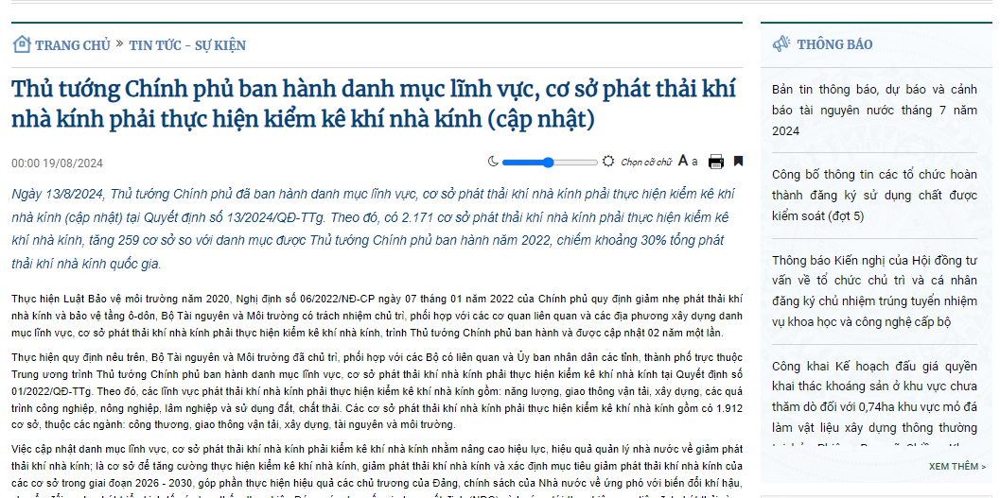 TRANG CHỦ » TIN TỨC - SỰ KIỆN
Thủ tướng Chính phủ ban hành danh mục lĩnh vực, cơ sở phát thải khí
nhà kính phải thực hiện kiểm kê khí nhà kính (cập nhật)
00:00 19/08/2024
Chọn cỡ chữ A a
Ngày 13/8/2024, Thủ tướng Chính phủ đã ban hành danh mục lĩnh vực, cơ sở phát thải khí nhà kính phải thực hiện kiểm kê khí
nhà kính (cập nhật) tại Quyết định số 13/2024/QĐ-TTg. Theo đó, có 2.171 cơ sở phát thải khí nhà kính phải thực hiện kiểm kê
khí nhà kính, tăng 259 cơ sở so với danh mục được Thủ tướng Chính phủ ban hành năm 2022, chiếm khoảng 30% tổng phát
thải khí nhà kính quốc gia.
Thực hiện Luật Bảo vệ môi trường năm 2020, Nghị định số 06/2022/NĐ-CP ngày 07 tháng 01 năm 2022 của Chính phủ quy định giảm nhẹ phát thải khí
nhà kính và bảo vệ tầng ô-dôn, Bộ Tài nguyên và Môi trường có trách nhiệm chủ trì, phối hợp với các cơ quan liên quan và các địa phương xây dựng danh
mục lĩnh vực, cơ sở phát thải khí nhà kính phải thực hiện kiểm kê khí nhà kính, trình Thủ tướng Chính phủ ban hành và được cập nhật 02 năm một lần.
Thực hiện quy định nêu trên, Bộ Tài nguyên và Môi trường đã chủ trì, phối hợp với các Bộ có liên quan và Ủy ban nhân dân các tỉnh, thành phố trực thuộc
Trung ương trình Thủ tướng Chính phủ ban hành danh mục lĩnh vực, cơ sở phát thải khí nhà kính phải thực hiện kiểm kê khí nhà kính tại Quyết định số
01/2022/QĐ-TTg. Theo đó, các lĩnh vực phát thải khí nhà kính phải thực hiện kiểm kê khí nhà kính gồm: năng lượng, giao thông vận tải, xây dựng, các quá
trình công nghiệp, nông nghiệp, lâm nghiệp và sử dụng đất, chất thải. Các cơ sở phát thải khí nhà kính phải thực hiện kiểm kê khí nhà kính gồm có 1.912
cơ sở, thuộc các ngành: công thương, giao thông vận tải, xây dựng, tài nguyên và môi trường.
Việc cập nhật danh mục lĩnh vực, cơ sở phát thải khí nhà kính phải kiểm kê khí nhà kính nhằm nâng cao hiệu lực, hiệu quả quản lý nhà nước về giảm phát
thải khí nhà kính; là cơ sở để tăng cường thực hiện kiểm kê khí nhà kính, giảm phát thải khí nhà kính và xác định mục tiêu giảm phát thải khí nhà kính của
các cơ sở trong giai đoạn 2026 - 2030, góp phần thực hiện hiệu quả các chủ trương của Đảng, chính sách của Nhà nước về ứng phó với biến đổi khí hậu,
THÔNG BÁO
Bản tin thông báo, dự báo và cảnh
báo tài nguyên nước tháng 7 năm
2024
Công bố thông tin các tổ chức hoàn
thành đăng ký sử dụng chất được
kiểm soát (đợt 5)
Thông báo Kiến nghị của Hội đồng tư
vấn về tổ chức chủ trì và cá nhân
đăng ký chủ nhiệm trúng tuyển nhiệm
vụ khoa học và công nghệ cấp bộ
Công khai Kế hoạch đấu giá quyền
khai thác khoáng sản ở khu vực chưa
thăm dò đối với 0,74ha khu vực mỏ đá
làm vật liệu xây dựng thông thường
XEM THÊM >